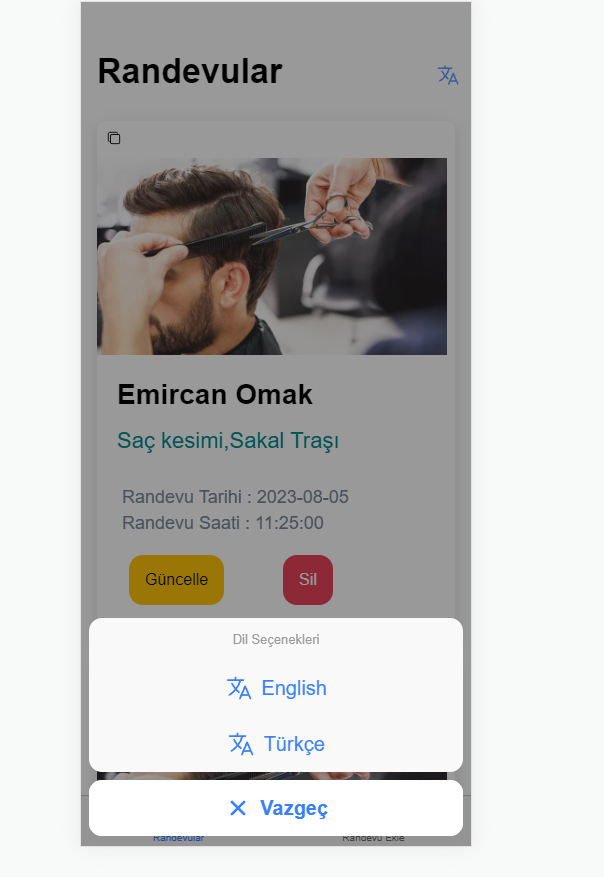 Randevular
Emircan Omak
Saç kesimi,Sakal Traşı
Randevu Tarihi : 2023-08-05
Randevu Saati : 11:25:00
Güncelle
Sil
Dil Seçenekleri
English
Türkçe
Vazgeç
Randevular
Randevu Ekle